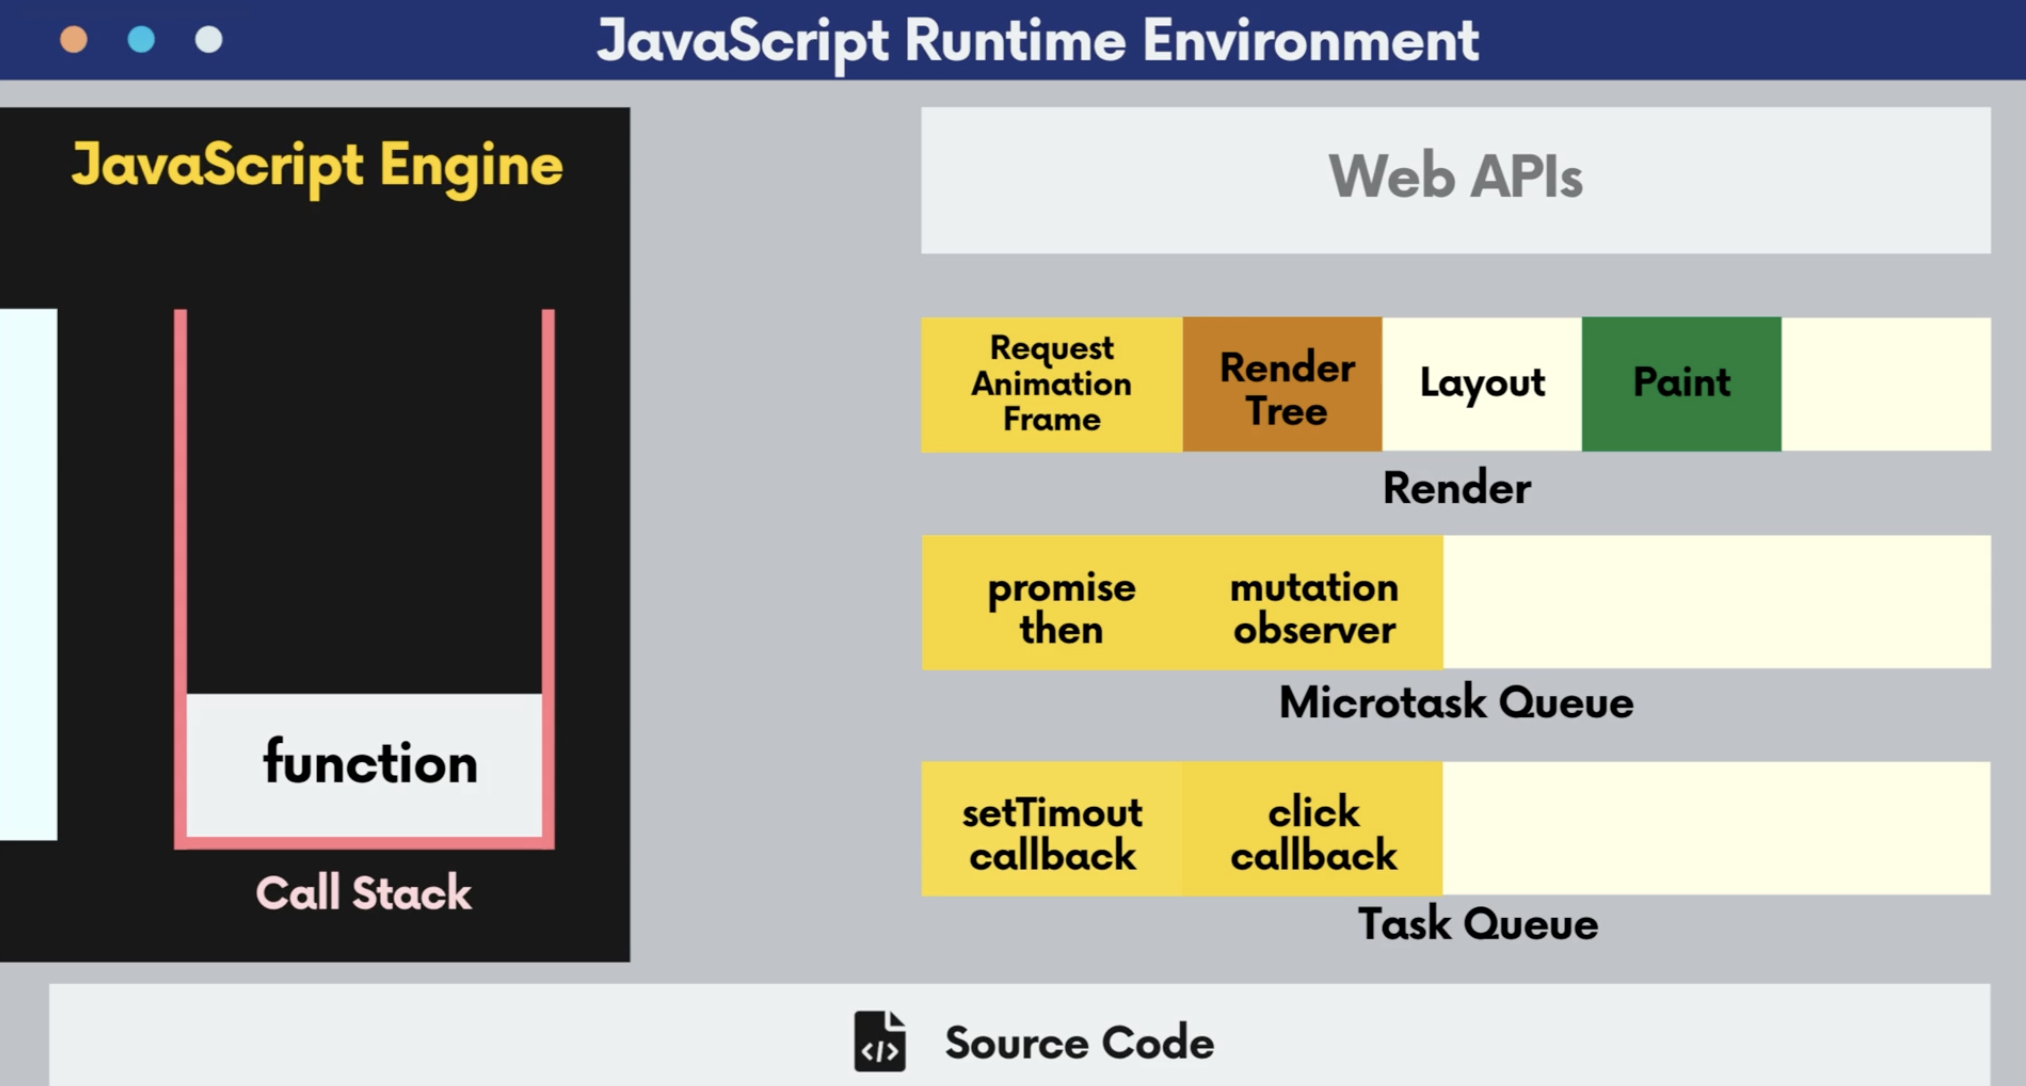 JavaScript Runtime Environment
JavaScript Engine
function
Call Stack
Web APIs
Request
Animation
Frame
Render
Tree
Layout
Paint
Render
promise
then
mutation
observer
Microtask Queue
setTimout
callback
click
callback
Task Queue
</> Source Code